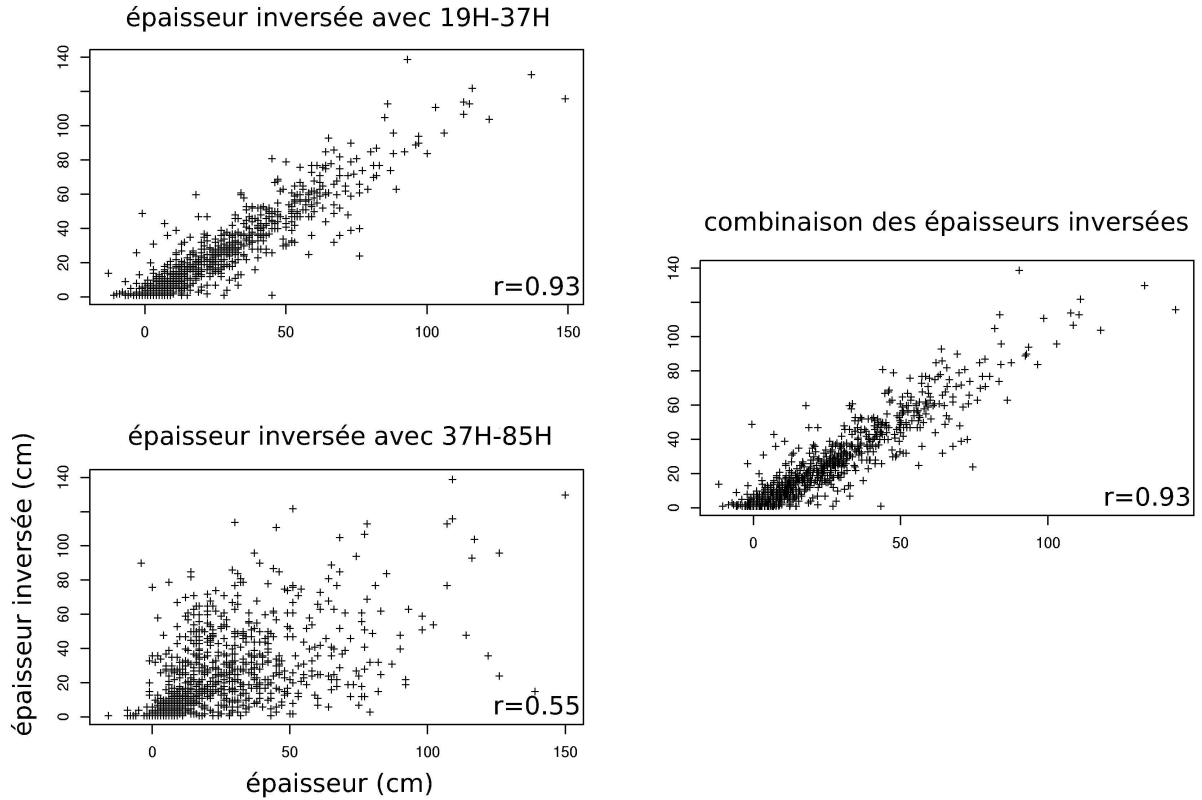 épaisseur inversée avec 19H-37H
140
100
80
60
40
20
0
r=0.93
0 50 100 150
combinaison des épaisseurs inversées
140
100
80
60
40
20
0
r=0.93
0 50 100
épaisseur inversée avec 37H-85H
épaisseur inversée (cm)
140
100
80
60
40
20
0
r=0.55
0 50 100 150
épaisseur (cm)